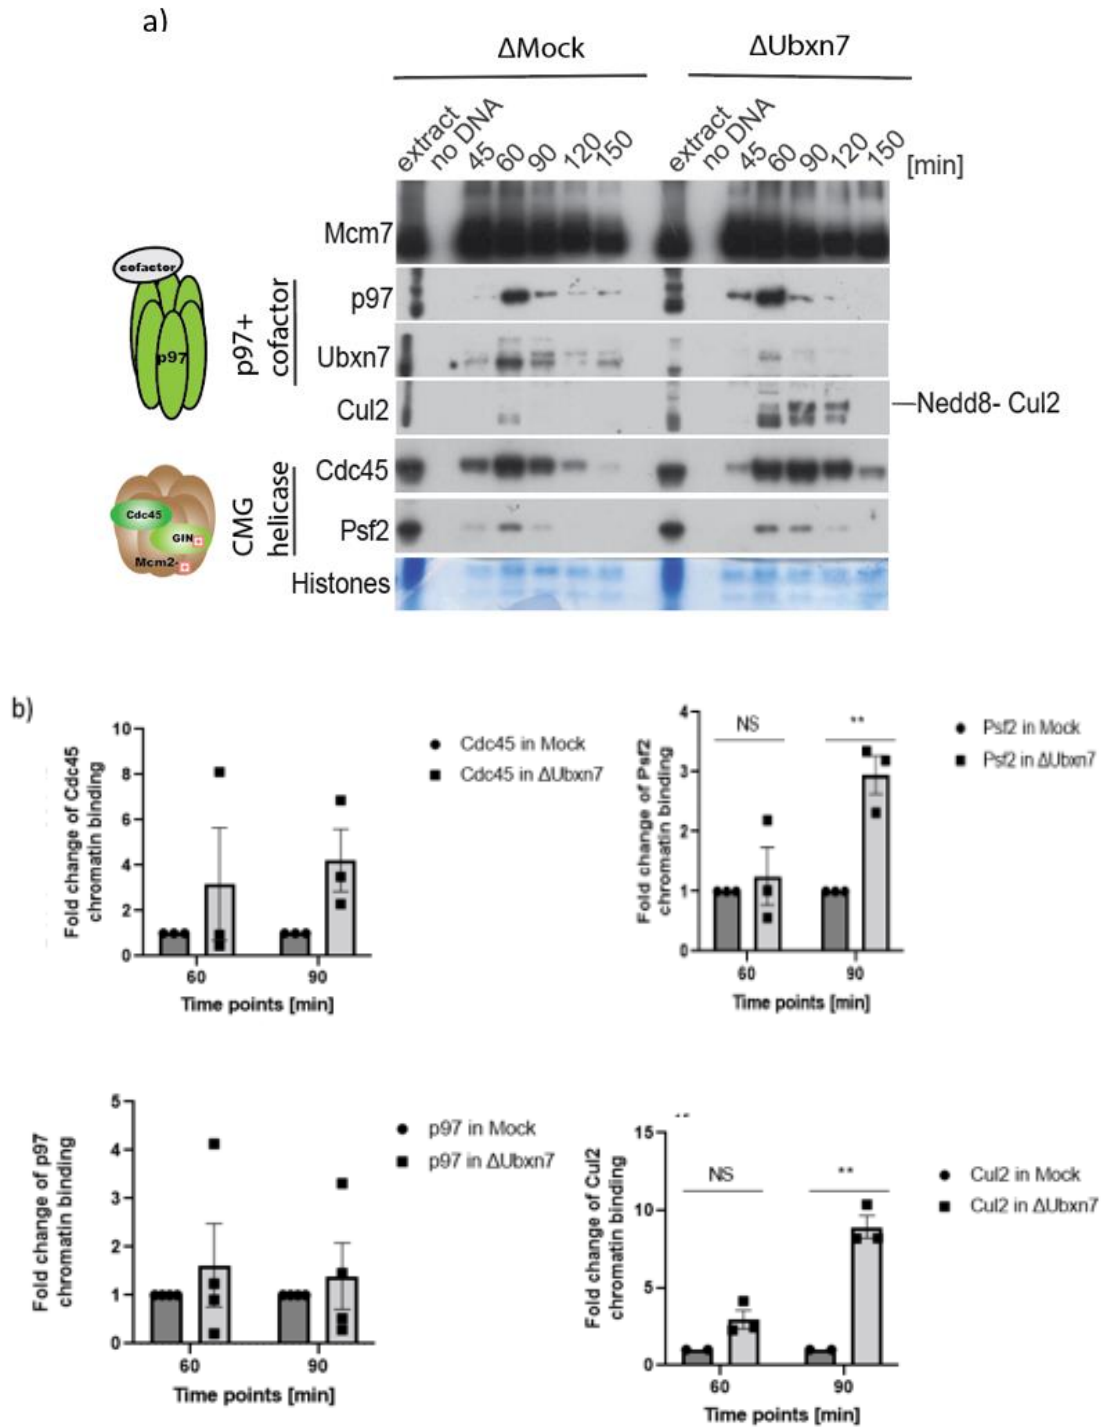 a)
ΔMock
ΔUbxn7
extract
no DNA
45
60
90
120
150
extract
no DNA
45
60
90
120
150
[min]
Mcm7
cofactor
p97
p97+
cofactor
p97
Ubxn7
Cul2
Nedd8- Cul2
Cdc45
GIN
Mcm2-
CMG
helicase
Cdc45
Psf2
Histones
b)
Fold change of Cdc45
chromatin binding
10
8
6
4
2
0
60
90
Time points [min]
Cdc45 in Mock
Cdc45 in ΔUbxn7
Fold change of Psf2
chromatin binding
4
3
2
1
0
NS
**
60
90
Time points [min]
Psf2 in Mock
Psf2 in ΔUbxn7
Fold change of p97
chromatin binding
5
4
3
2
1
0
60
90
Time points [min]
p97 in Mock
p97 in ΔUbxn7
Fold change of Cul2
chromatin binding
15
10
5
0
NS
**
60
90
Time points [min]
Cul2 in Mock
Cul2 in ΔUbxn7